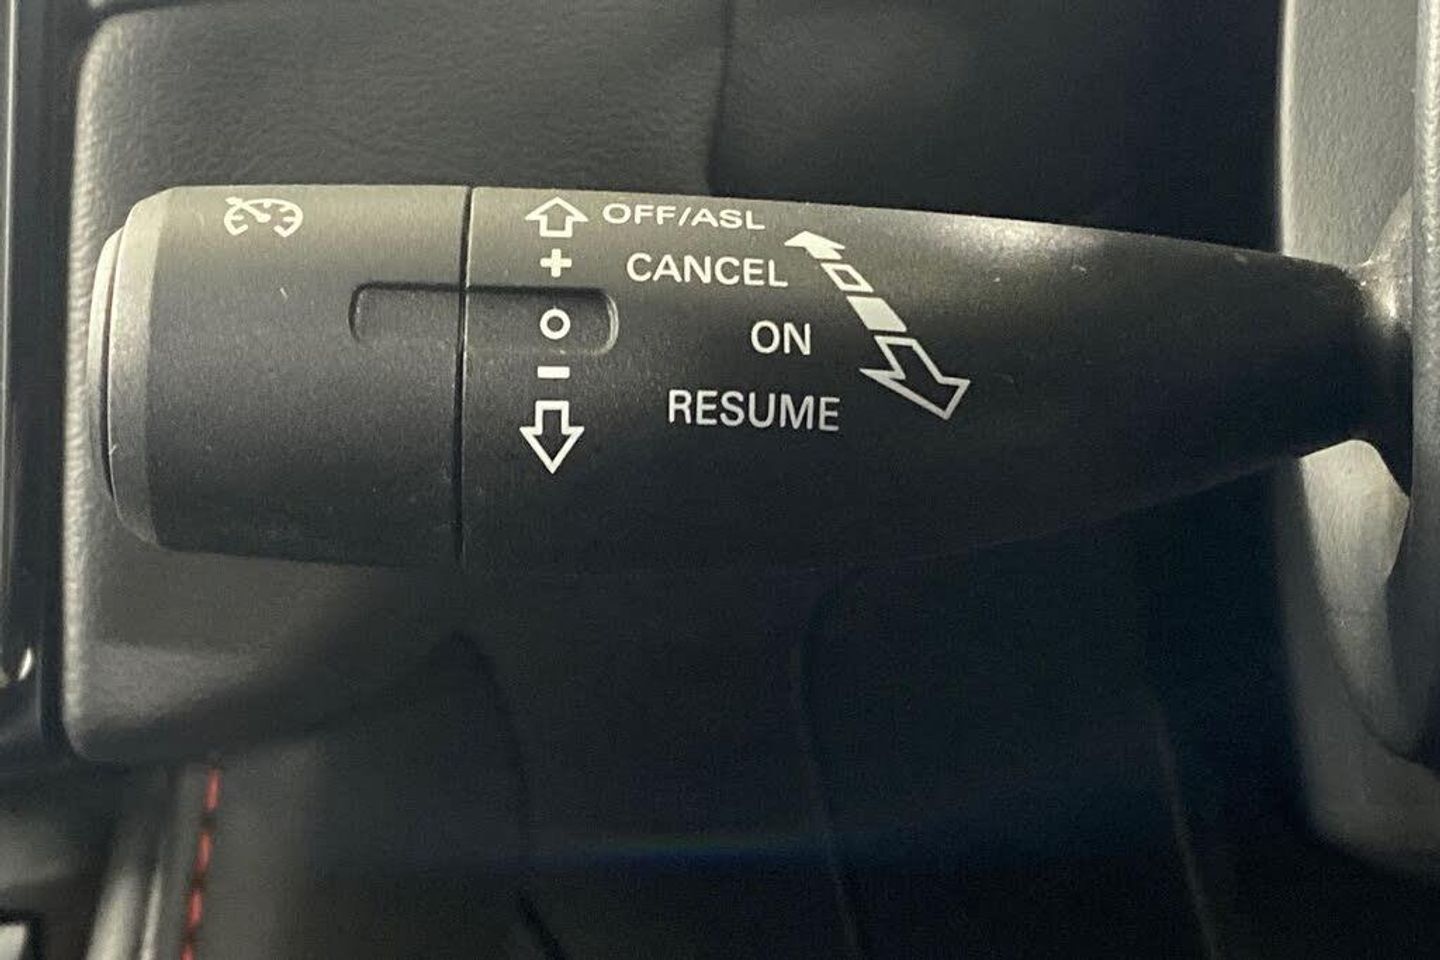 OFF/ASL
+ CANCEL
O ON
-
RESUME